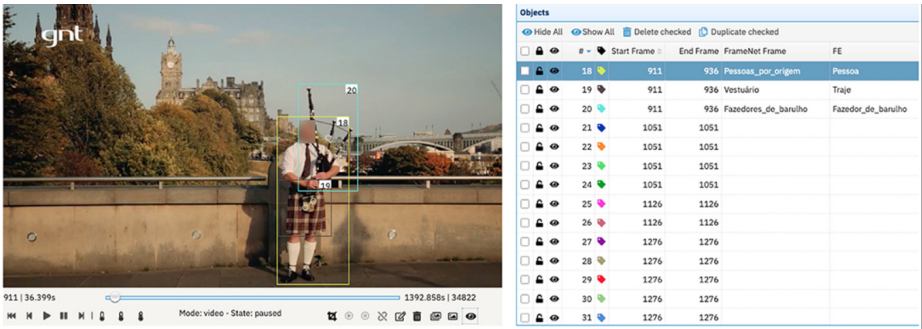 gnt
20
18
19
911 | 36.399s
1392.858s | 34822
Mode: video - State: paused
Objects
Hide All Show All Delete checked Duplicate checked
# Start Frame End Frame FrameNet Frame FE
18 911 936 Pessoas_por_origem Pessoa
19 911 936 Vestuário Traje
20 911 936 Fazedores_de_barulho Fazedor_de_barulho
21 1051 1051
22 1051 1051
23 1051 1051
24 1051 1051
25 1126 1126
26 1126 1126
27 1276 1276
28 1276 1276
29 1276 1276
30 1276 1276
31 1276 1276